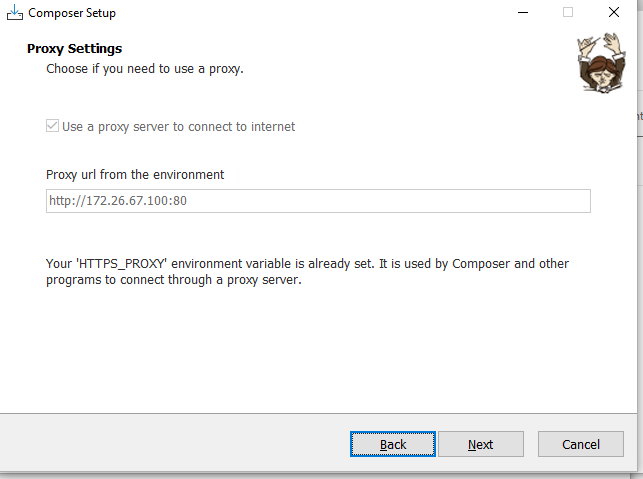 Composer Setup
Proxy Settings
Choose if you need to use a proxy.
Use a proxy server to connect to internet
Proxy url from the environment
http://172.26.67.100:80
Your 'HTTPS_PROXY' environment variable is already set. It is used by Composer and other
programs to connect through a proxy server.
Back
Next
Cancel